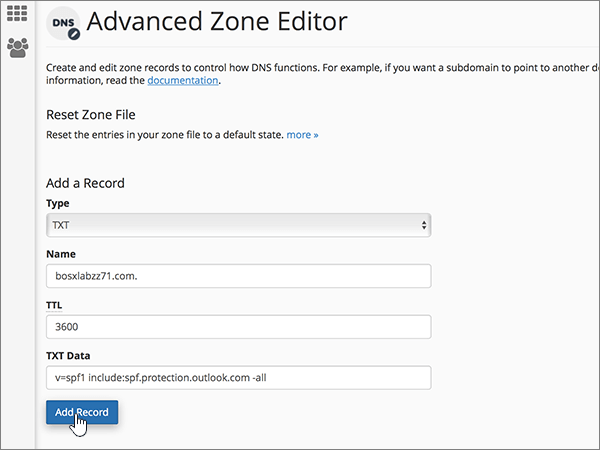 DNS
Advanced Zone Editor
Create and edit zone records to control how DNS functions. For example, if you want a subdomain to point to another d
information, read the documentation.
Reset Zone File
Reset the entries in your zone file to a default state. more »
Add a Record
Type
TXT
Name
bosxlabzz71.com.
TTL
3600
TXT Data
v=spf1 include:spf.protection.outlook.com -all
Add Record